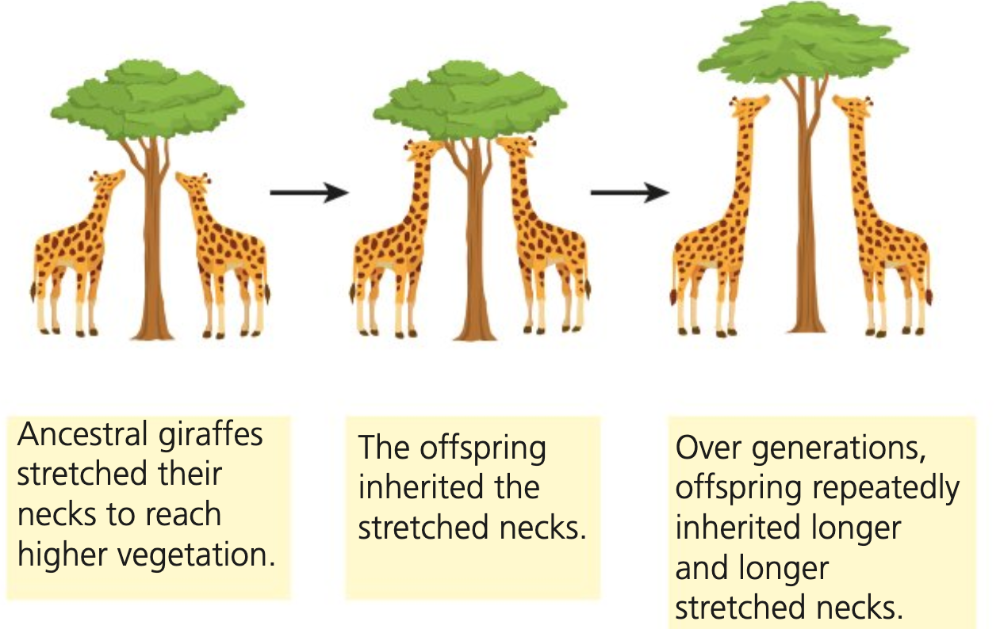 Ancestral giraffes
stretched their
necks to reach
higher vegetation.
The offspring
inherited the
stretched necks.
Over generations,
offspring repeatedly
inherited longer
and longer
stretched necks.